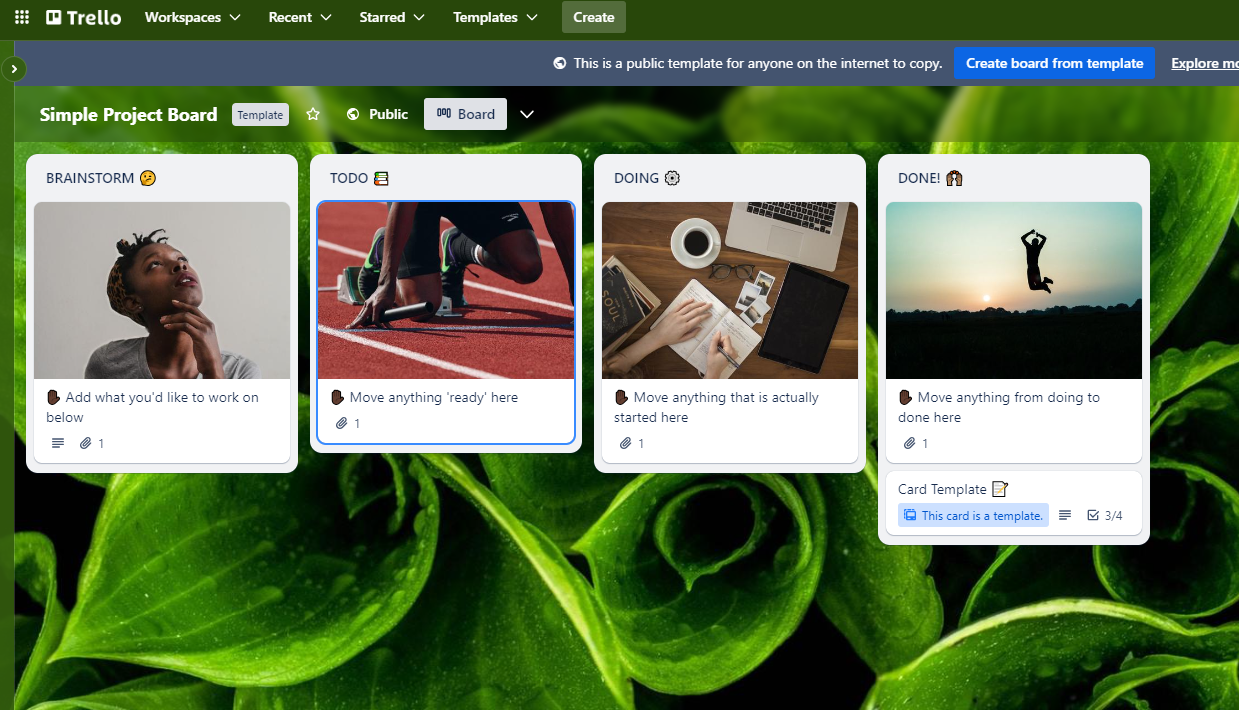 Trello Workspaces Recent Starred Templates Create
This is a public template for anyone on the internet to copy. Create board from template Explore mo
Simple Project Board Template Public Board
BRAINSTORM 🤔
Add what you'd like to work on
below
1
TODO 📚
Move anything 'ready' here
1
DOING ⚙️
Move anything that is actually
started here
1
DONE! 🙌🏽
Move anything from doing to
done here
1
Card Template 📝
This card is a template. 3/4